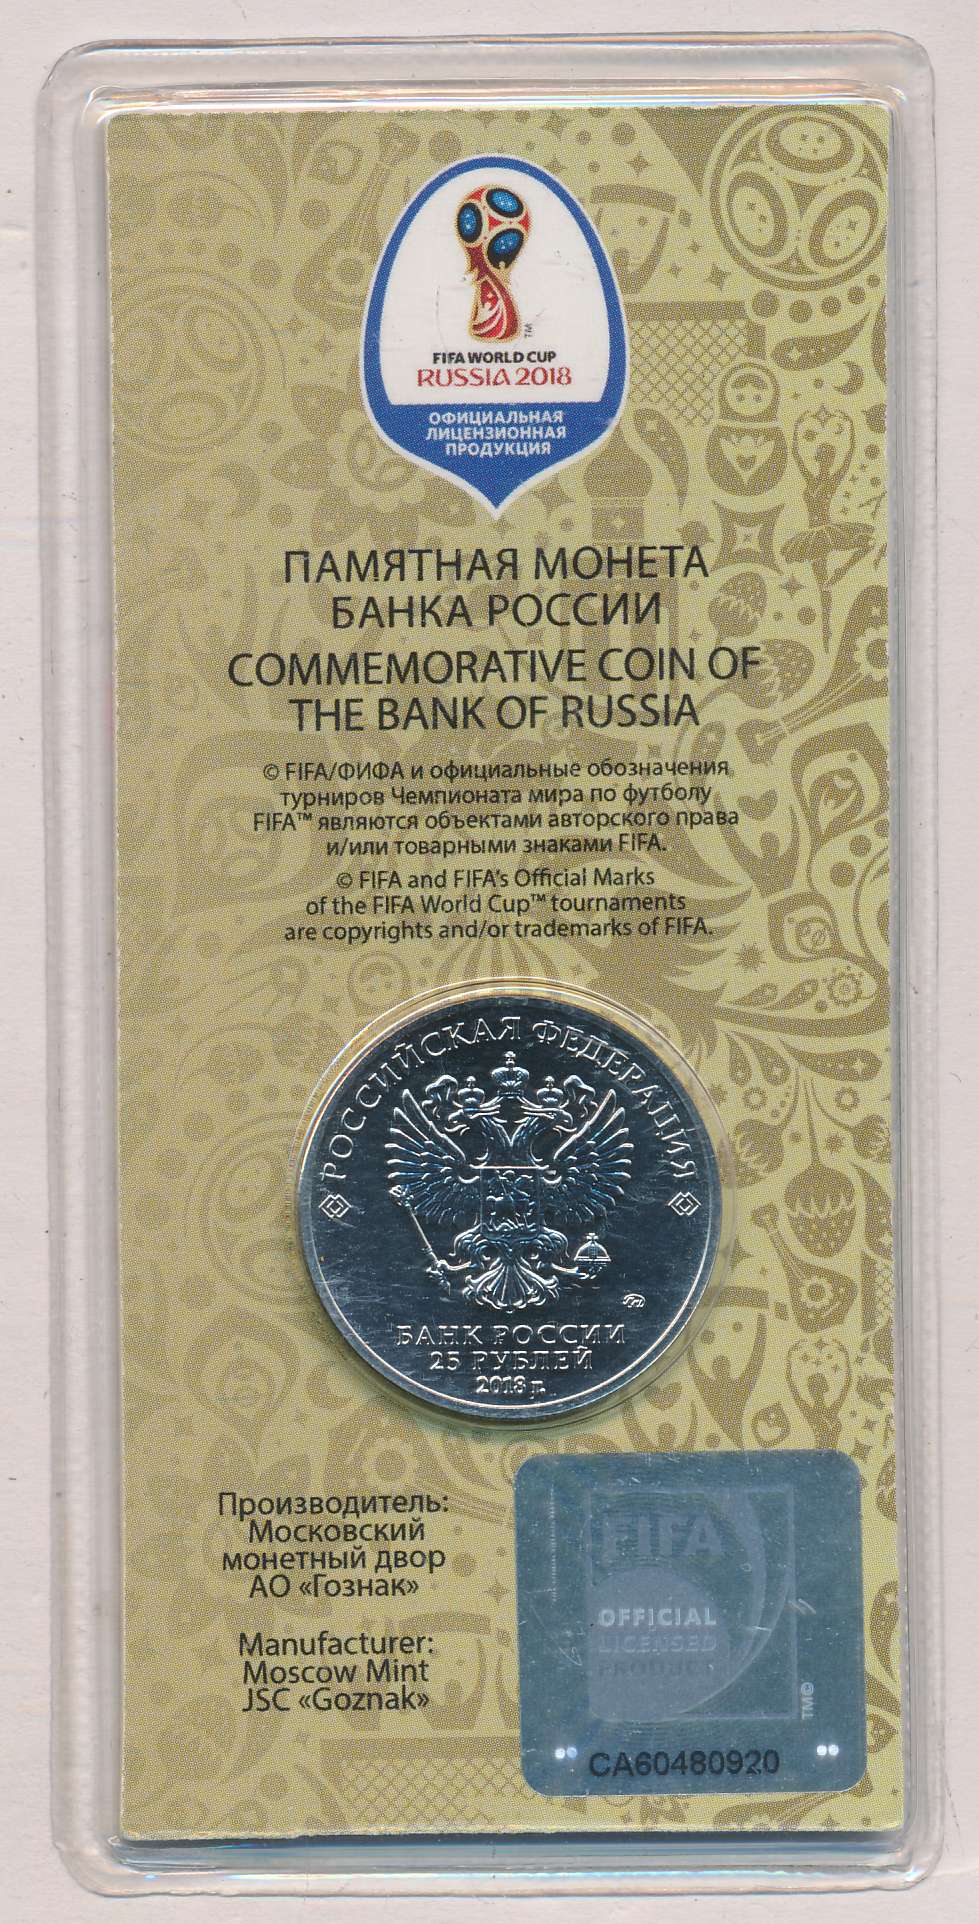 FIFA WORLD CUP
RUSSIA 2018
ОФИЦИАЛЬНАЯ
ЛИЦЕНЗИОННАЯ
ПРОДУКЦИЯ
ПАМЯТНАЯ МОНЕТА
БАНКА РОССИИ
COMMEMORATIVE COIN OF
THE BANK OF RUSSIA
© FIFA/ФИФА и официальные обозначения
турниров Чемпионата мира по футболу
FIFA™ являются объектами авторского права
и/или товарными знаками FIFA.
© FIFA and FIFA's Official Marks
of the FIFA World Cup™ tournaments
are copyrights and/or trademarks of FIFA.
РОССИЙСКАЯ ФЕДЕРАЦИЯ
БАНК РОССИИ
25 РУБЛЕЙ
2018 г.
Производитель:
Московский
монетный двор
АО «Гознак»
Manufacturer:
Moscow Mint
JSC «Goznak»
FIFA
OFFICIAL
LICENSED
PRODUCT
TM©
CA60480920